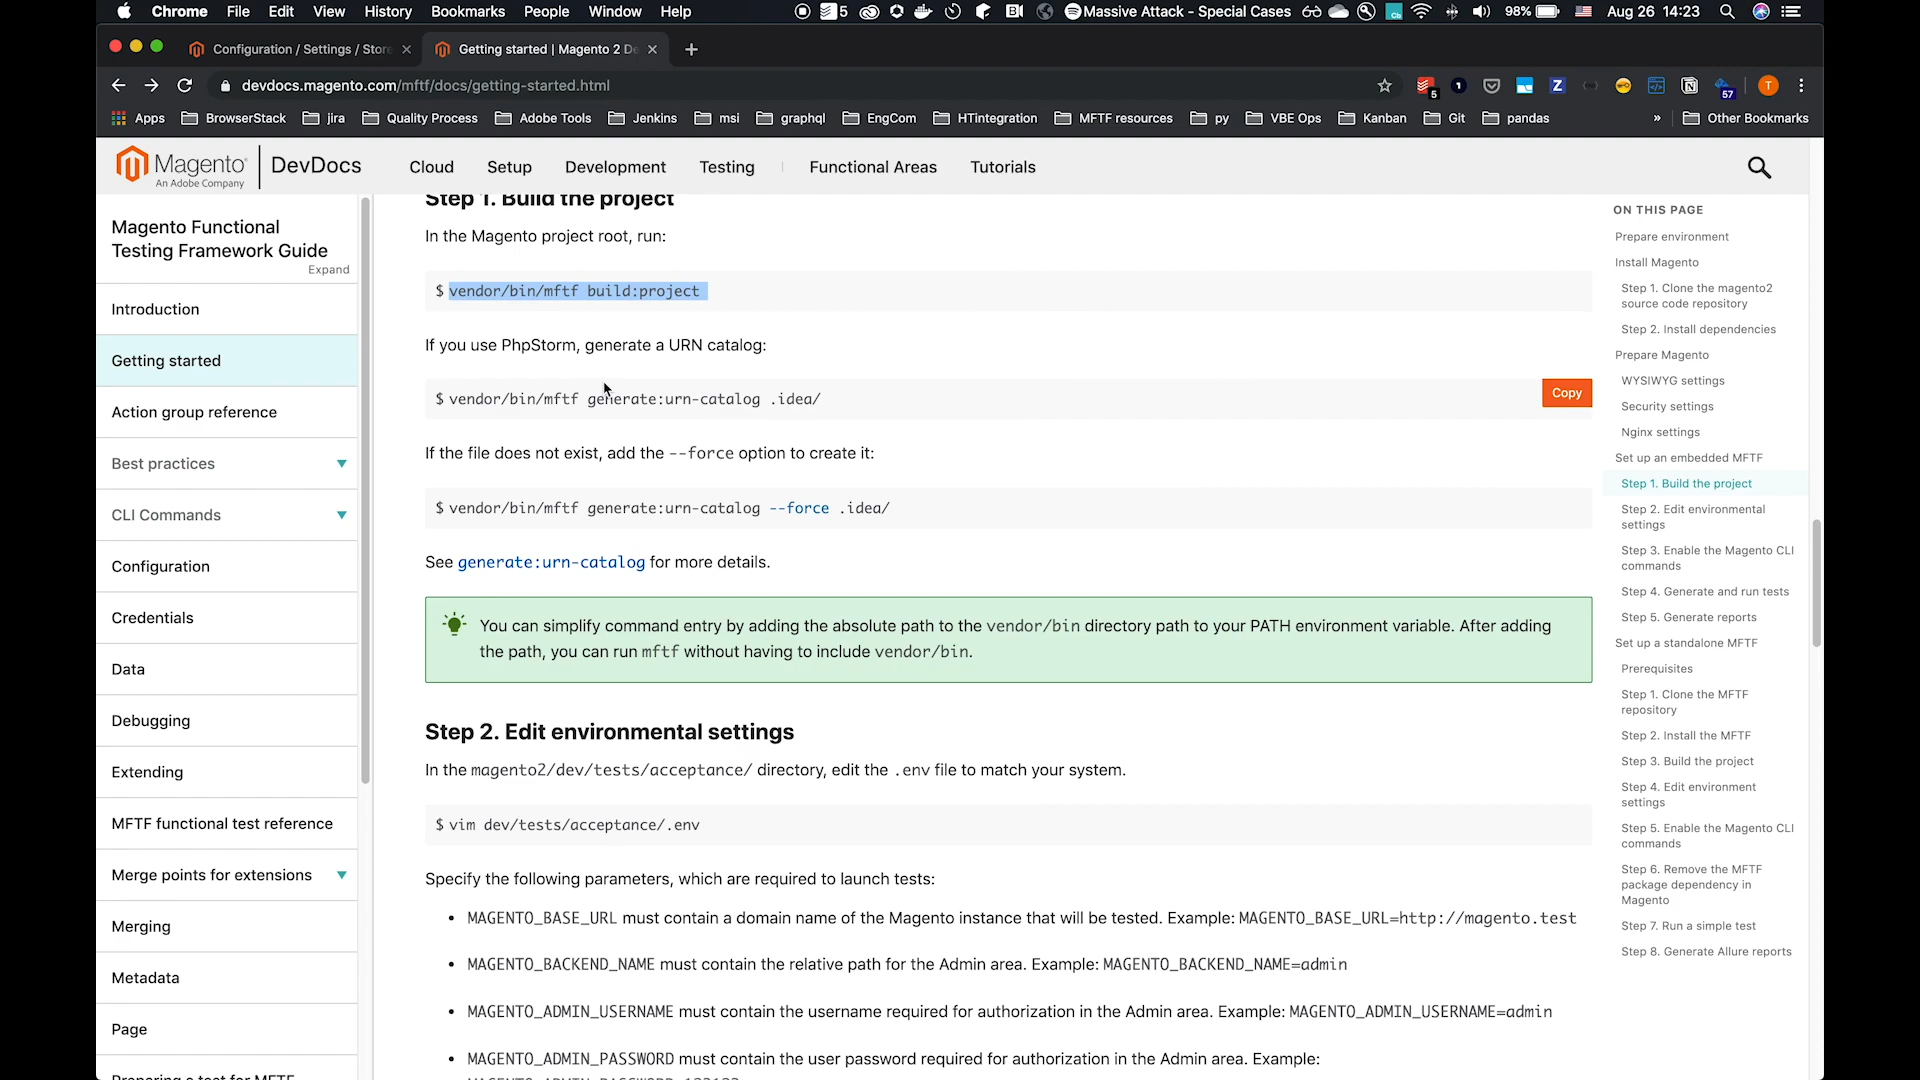 Chrome File Edit View History Bookmarks People Window Help 5 Massive Attack - Special Cases 98% Aug 26 14:23
Configuration / Settings / Store
Getting started | Magento 2 De
devdocs.magento.com/mftf/docs/getting-started.html
5
1
Z
57
T
Apps BrowserStack jira Quality Process Adobe Tools Jenkins msi graphql EngCom HTintegration MFTF resources py VBE Ops Kanban Git pandas » Other Bookmarks
Magento
An Adobe Company
DevDocs
Cloud Setup Development Testing Functional Areas Tutorials
Magento Functional
Testing Framework Guide
Expand
Introduction
Getting started
Action group reference
Best practices
CLI Commands
Configuration
Credentials
Data
Debugging
Extending
MFTF functional test reference
Merge points for extensions
Merging
Metadata
Page
Preparing a test for MFTF
Step 1. Build the project
In the Magento project root, run:
$ vendor/bin/mftf build:project
If you use PhpStorm, generate a URN catalog:
$ vendor/bin/mftf generate:urn-catalog .idea/
Copy
If the file does not exist, add the --force option to create it:
$ vendor/bin/mftf generate:urn-catalog --force .idea/
See generate:urn-catalog for more details.
You can simplify command entry by adding the absolute path to the vendor/bin directory path to your PATH environment variable. After adding
the path, you can run mftf without having to include vendor/bin.
Step 2. Edit environmental settings
In the magento2/dev/tests/acceptance/ directory, edit the .env file to match your system.
$ vim dev/tests/acceptance/.env
Specify the following parameters, which are required to launch tests:
• MAGENTO_BASE_URL must contain a domain name of the Magento instance that will be tested. Example: MAGENTO_BASE_URL=http://magento.test
• MAGENTO_BACKEND_NAME must contain the relative path for the Admin area. Example: MAGENTO_BACKEND_NAME=admin
• MAGENTO_ADMIN_USERNAME must contain the username required for authorization in the Admin area. Example: MAGENTO_ADMIN_USERNAME=admin
• MAGENTO_ADMIN_PASSWORD must contain the user password required for authorization in the Admin area. Example:
ON THIS PAGE
Prepare environment
Install Magento
Step 1. Clone the magento2
source code repository
Step 2. Install dependencies
Prepare Magento
WYSIWYG settings
Security settings
Nginx settings
Set up an embedded MFTF
Step 1. Build the project
Step 2. Edit environmental
settings
Step 3. Enable the Magento CLI
commands
Step 4. Generate and run tests
Step 5. Generate reports
Set up a standalone MFTF
Prerequisites
Step 1. Clone the MFTF
repository
Step 2. Install the MFTF
Step 3. Build the project
Step 4. Edit environment
settings
Step 5. Enable the Magento CLI
commands
Step 6. Remove the MFTF
package dependency in
Magento
Step 7. Run a simple test
Step 8. Generate Allure reports